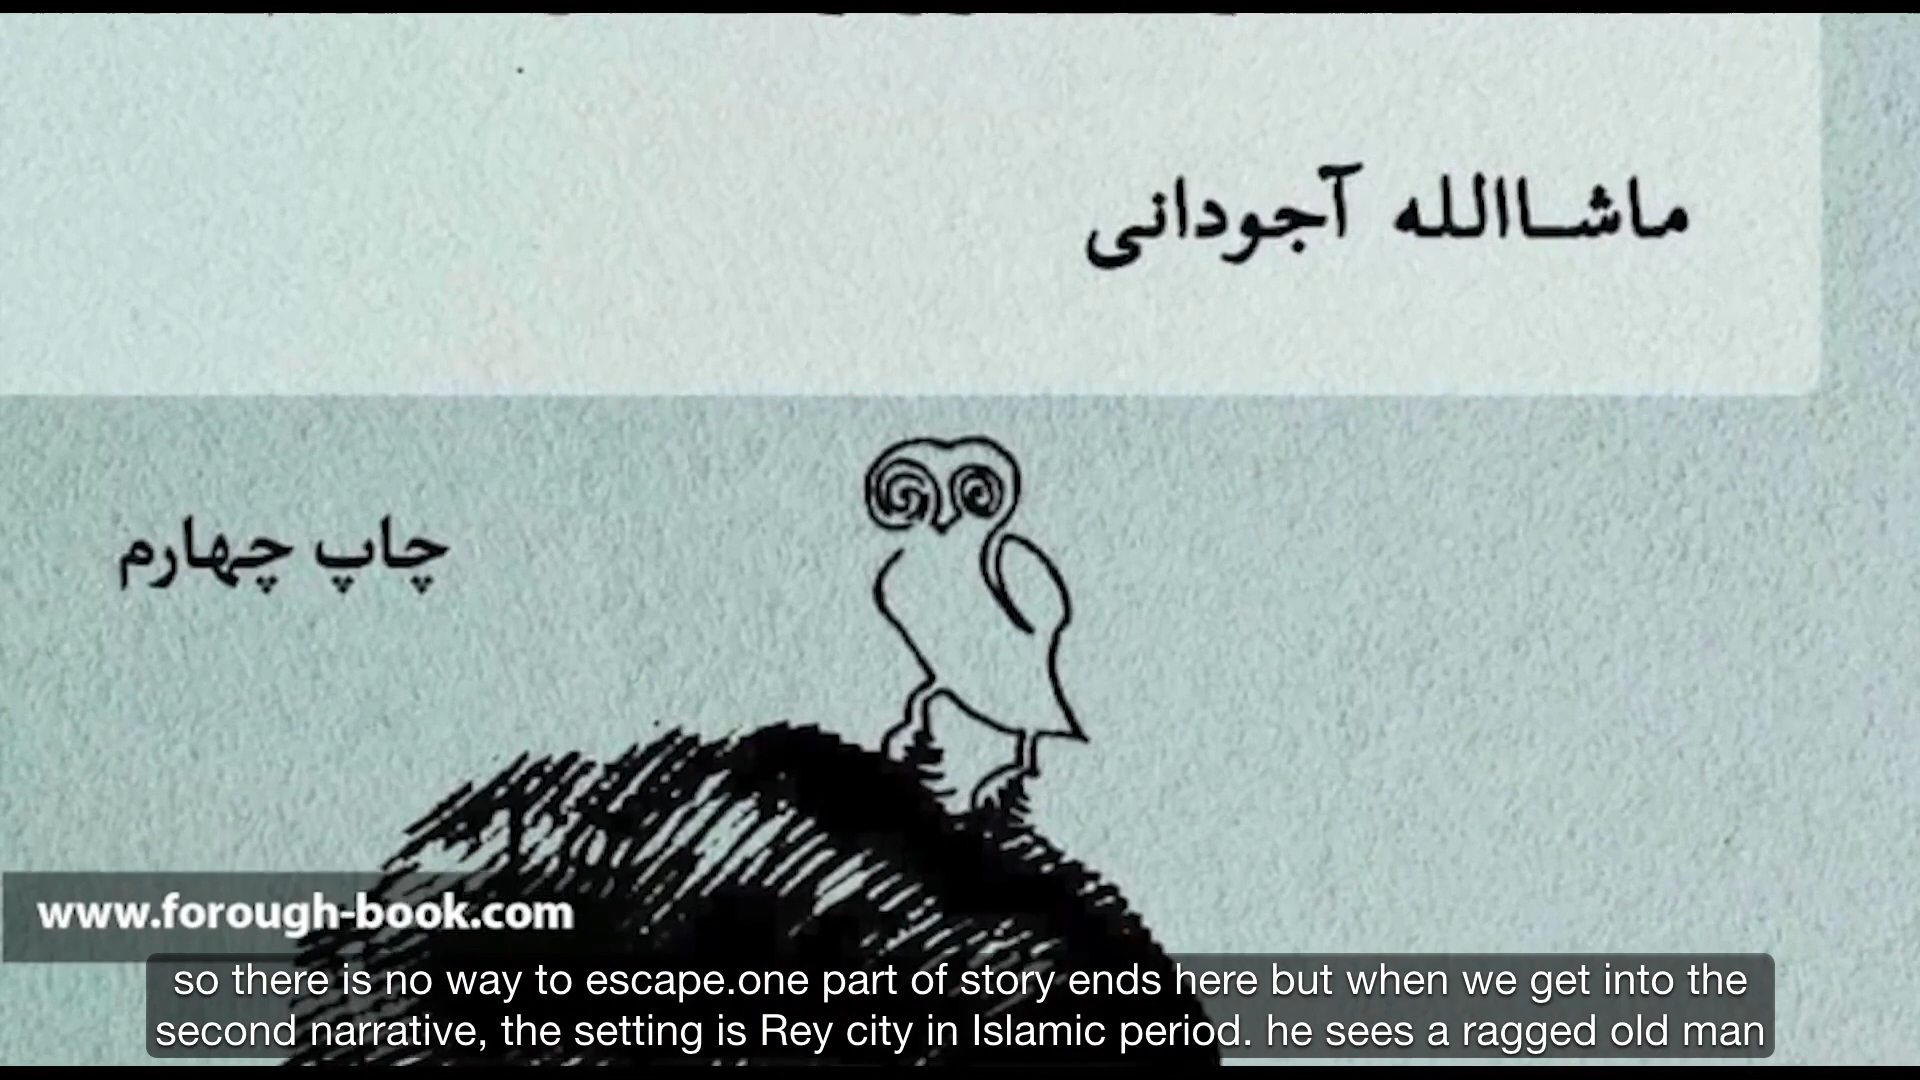 ماشاالله آجودانی
چاپ چهارم
www.forough-book.com
so there is no way to escape.one part of story ends here but when we get into the
second narrative, the setting is Rey city in Islamic period. he sees a ragged old man